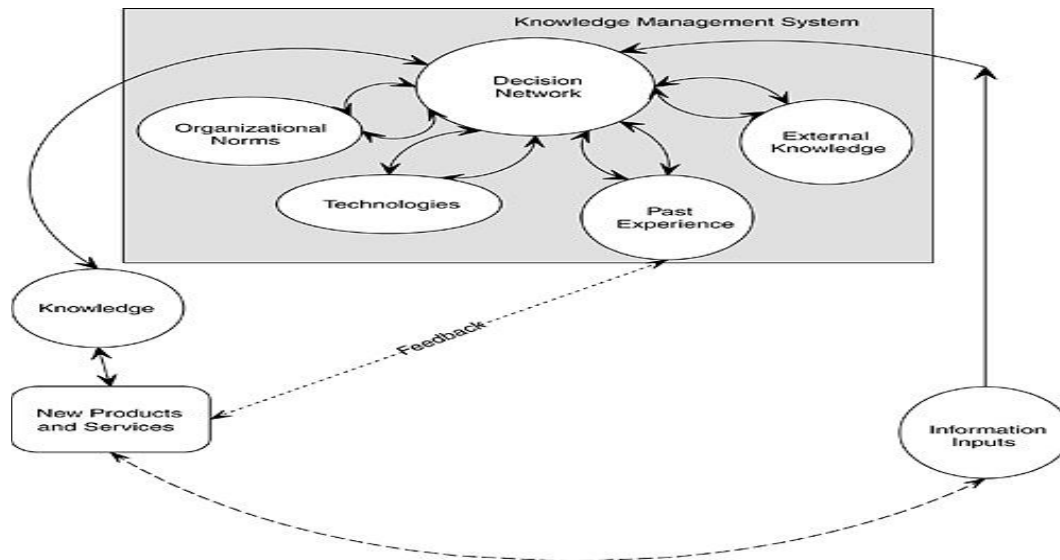 Knowledge Management System
Decision
Network
Organizational
Norms
External
Knowledge
Technologies
Past
Experience
Knowledge
Feedback
New Products
and Services
Information
Inputs